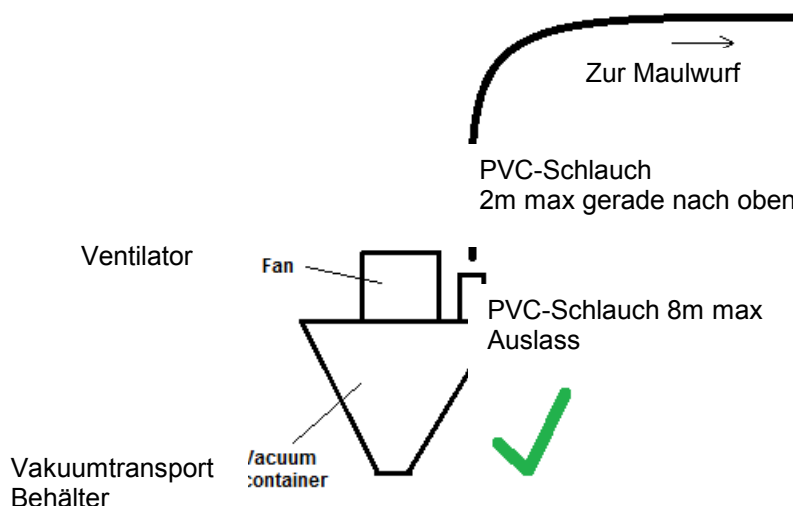 Zur Maulwurf
PVC-Schlauch
2m max gerade nach oben
Ventilator
Fan
PVC-Schlauch 8m max
Auslass
Vakuumtransport
Behälter
Vacuum
container